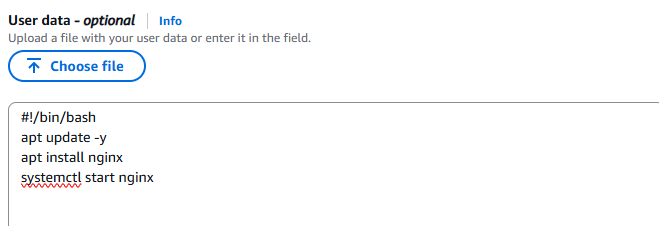 User data - optional Info
Upload a file with your user data or enter it in the field.
Choose file
#!/bin/bash
apt update -y
apt install nginx
systemctl start nginx